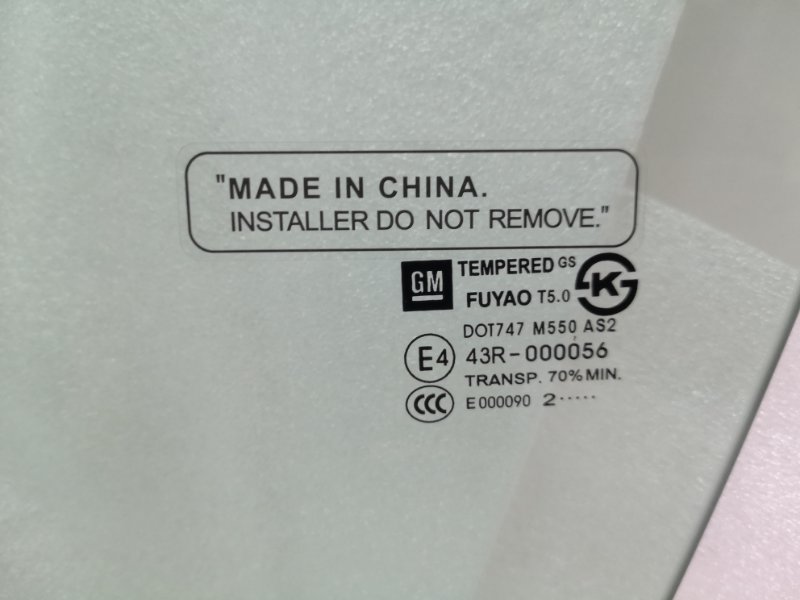 "MADE IN CHINA.
INSTALLER DO NOT REMOVE."
GM TEMPERED GS K
FUYAO T5.0
DOT747 M550 AS2
E4 43R-000056
TRANSP. 70% MIN.
CCC E000090 2·····